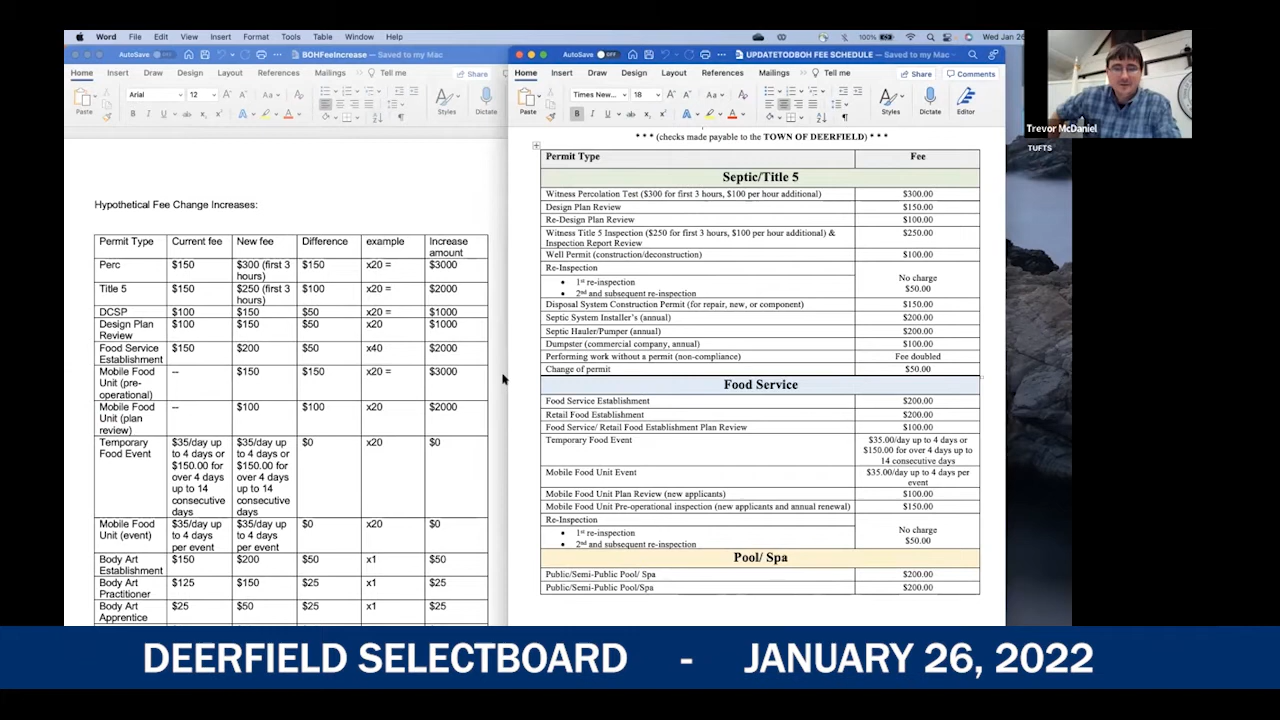 Word File Edit View Insert Format Tools Table Window Help
100%
Wed Jan 26
AutoSave OFF BOHFeeIncrease — Saved to my Mac
Home Insert Draw Design Layout References Mailings >> Tell me Share
Paste Arial 12 Styles Dictate
Hypothetical Fee Change Increases:
Permit Type Current fee New fee Difference example Increase amount
Perc $150 $300 (first 3 hours) $150 x20 = $3000
Title 5 $150 $250 (first 3 hours) $100 x20 = $2000
DCSP $100 $150 $50 x20 = $1000
Design Plan Review $100 $150 $50 x20 $1000
Food Service Establishment $150 $200 $50 x40 $2000
Mobile Food Unit (pre-operational) -- $150 $150 x20 = $3000
Mobile Food Unit (plan review) -- $100 $100 x20 $2000
Temporary Food Event $35/day up to 4 days or $150.00 for over 4 days up to 14 consecutive days $35/day up to 4 days or $150.00 for over 4 days up to 14 consecutive days $0 x20 $0
Mobile Food Unit (event) $35/day up to 4 days per event $35/day up to 4 days per event $0 x20 $0
Body Art Establishment $150 $200 $50 x1 $50
Body Art Practitioner $125 $150 $25 x1 $25
Body Art Apprentice $25 $50 $25 x1 $25
AutoSave OFF UPDATETODBOH FEE SCHEDULE — Saved to my Mac
Home Insert Draw Design Layout References Mailings >> Tell me Share Comments
Paste Times New... 18 Styles Dictate Editor
* * * (checks made payable to the TOWN OF DEERFIELD) * * *
Permit Type Fee
Septic/Title 5
Witness Percolation Test ($300 for first 3 hours, $100 per hour additional) $300.00
Design Plan Review $150.00
Re-Design Plan Review $100.00
Witness Title 5 Inspection ($250 for first 3 hours, $100 per hour additional) & $250.00
Inspection Report Review
Well Permit (construction/deconstruction) $100.00
Re-Inspection
• 1st re-inspection No charge
• 2nd and subsequent re-inspection $50.00
Disposal System Construction Permit (for repair, new, or component) $150.00
Septic System Installer's (annual) $200.00
Septic Hauler/Pumper (annual) $200.00
Dumpster (commercial company, annual) $100.00
Performing work without a permit (non-compliance) Fee doubled
Change of permit $50.00
Food Service
Food Service Establishment $200.00
Retail Food Establishment $200.00
Food Service/ Retail Food Establishment Plan Review $100.00
Temporary Food Event $35.00/day up to 4 days or
$150.00 for over 4 days up to
14 consecutive days
Mobile Food Unit Event $35.00/day up to 4 days per
event
Mobile Food Unit Plan Review (new applicants) $100.00
Mobile Food Unit Pre-operational inspection (new applicants and annual renewal) $150.00
Re-Inspection
• 1st re-inspection No charge
• 2nd and subsequent re-inspection $50.00
Pool/ Spa
Public/Semi-Public Pool/ Spa $200.00
Public/Semi-Public Pool/Spa $200.00
Trevor McDaniel
TUFTS
DEERFIELD SELECTBOARD - JANUARY 26, 2022